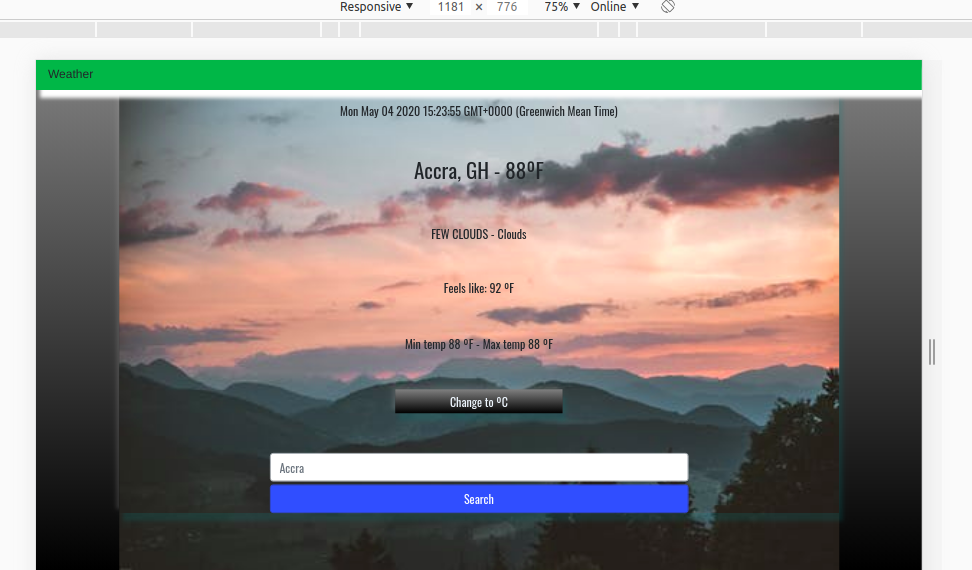 Responsive ▼ 1181 × 776 75% ▼ Online ▼
Weather
Mon May 04 2020 15:23:55 GMT+0000 (Greenwich Mean Time)
Accra, GH - 88ºF
FEW CLOUDS - Clouds
Feels like: 92 ºF
Min temp 88 ºF - Max temp 88 ºF
Change to ºC
Accra
Search